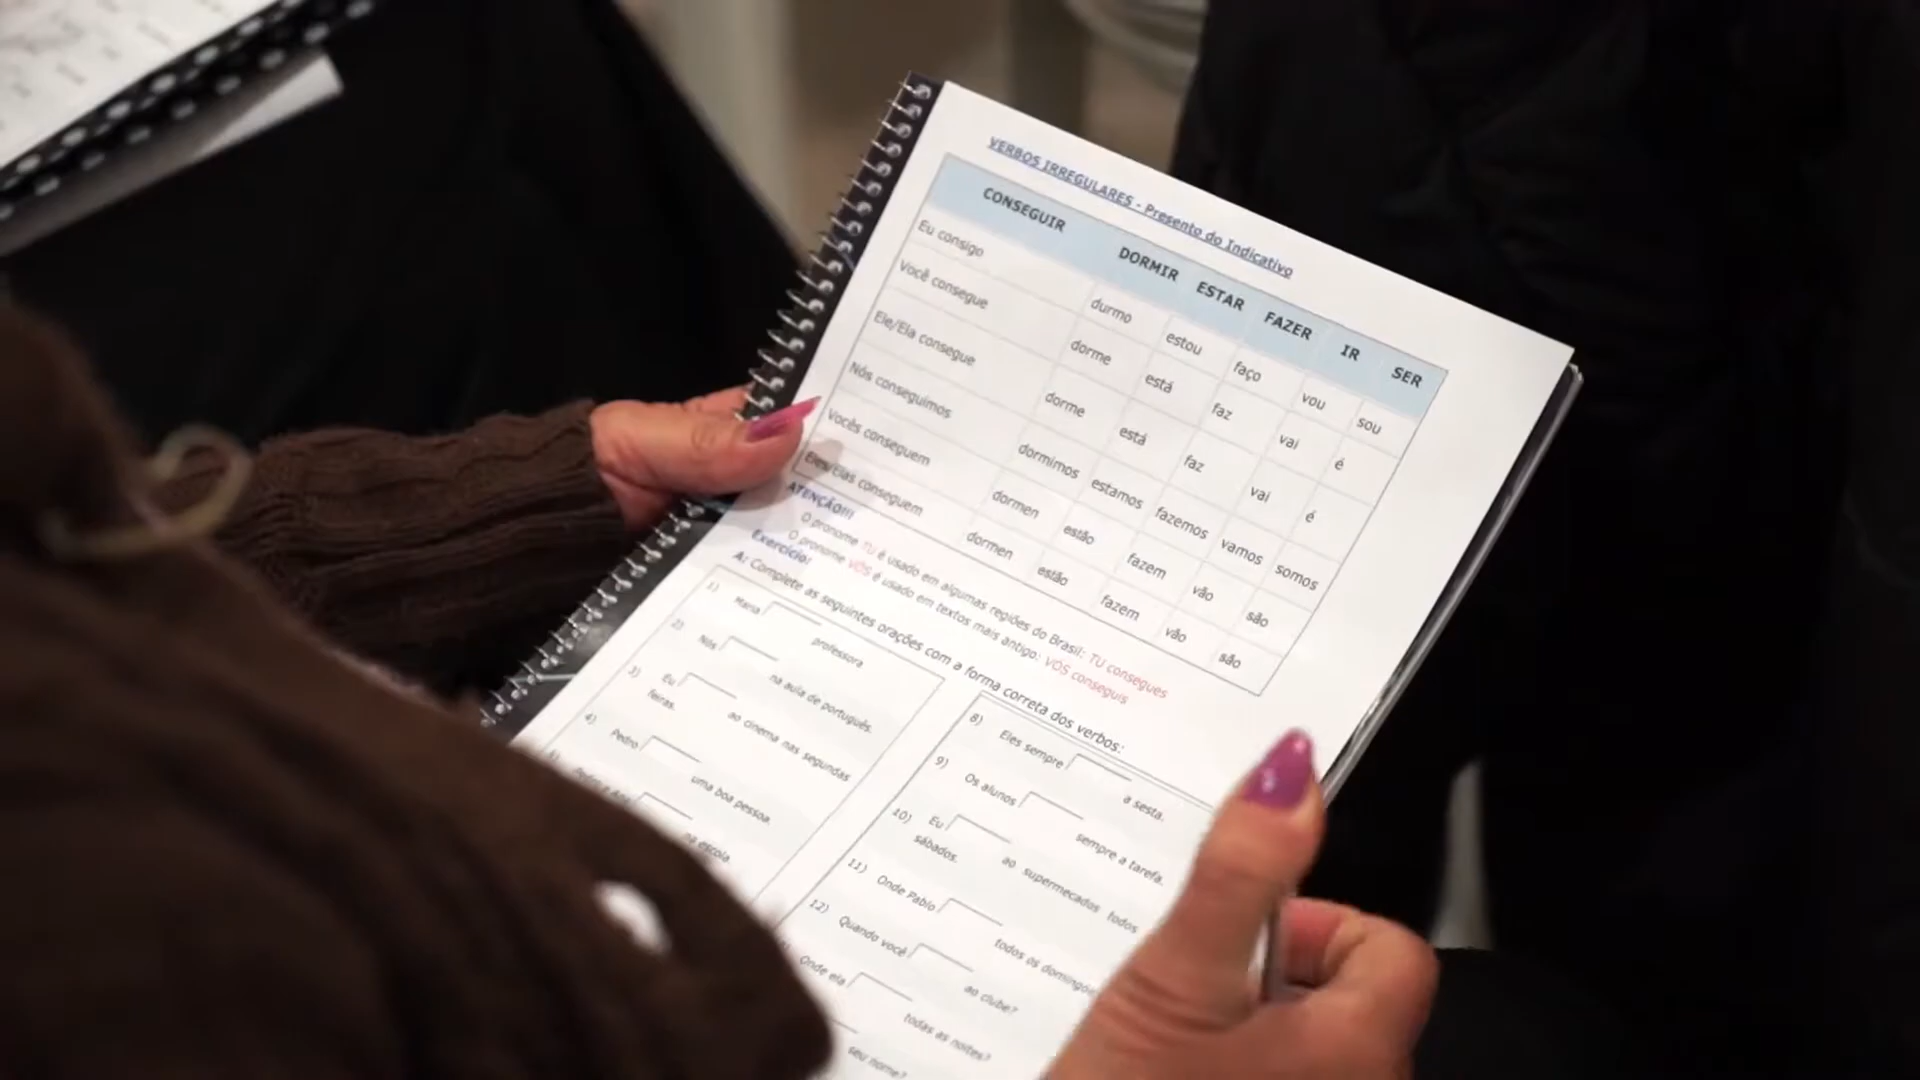 VERBOS IRREGULARES - Presento do Indicativo
CONSEGUIR DORMIR ESTAR FAZER IR SER
Eu consigo durmo estou faço vou sou
Você consegue dorme está faz vai é
Ele/Ela consegue dorme está faz vai é
Nós conseguimos dormimos estamos fazemos vamos somos
Vocês conseguem dormen estão fazem vão são
Eles/Elas conseguem dormen estão fazem vão são
ATENÇÃO!!!
O pronome TU é usado em algumas regiões do Brasil: TU consegues
O pronome VÓS é usado em textos mais antigo: VÓS conseguis
Exercício:
A: Complete as seguintes orações com a forma correta dos verbos:
1) Maria professora
2) Nós na aula de português.
3) Eu ao cinema nas segundas
feiras.
4) Pedro uma boa pessoa
na escola
8) Eles sempre a sesta.
9) Os alunos sempre a tarefa.
10) Eu ao supermecados todos
sábados.
11) Onde Pablo todos os domingos
12) Quando você ao clube?
Onde ela todas as noites?
seu nome?